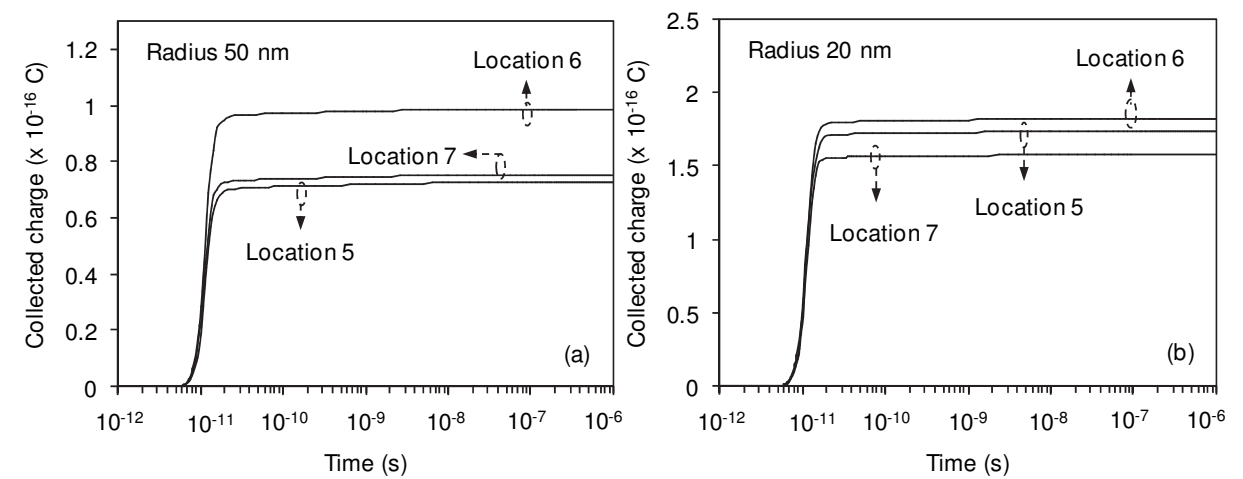 Radius 50 nm
Location 6
Location 7
Location 5
(a)
Collected charge (x 10⁻¹⁶ C)
1.2
1
0.8
0.6
0.4
0.2
0
10⁻¹² 10⁻¹¹ 10⁻¹⁰ 10⁻⁹ 10⁻⁸ 10⁻⁷ 10⁻⁶
Time (s)
Radius 20 nm
Location 6
Location 5
Location 7
(b)
Collected charge (x 10⁻¹⁶ C)
2.5
2
1.5
1
0.5
0
10⁻¹² 10⁻¹¹ 10⁻¹⁰ 10⁻⁹ 10⁻⁸ 10⁻⁷ 10⁻⁶
Time (s)